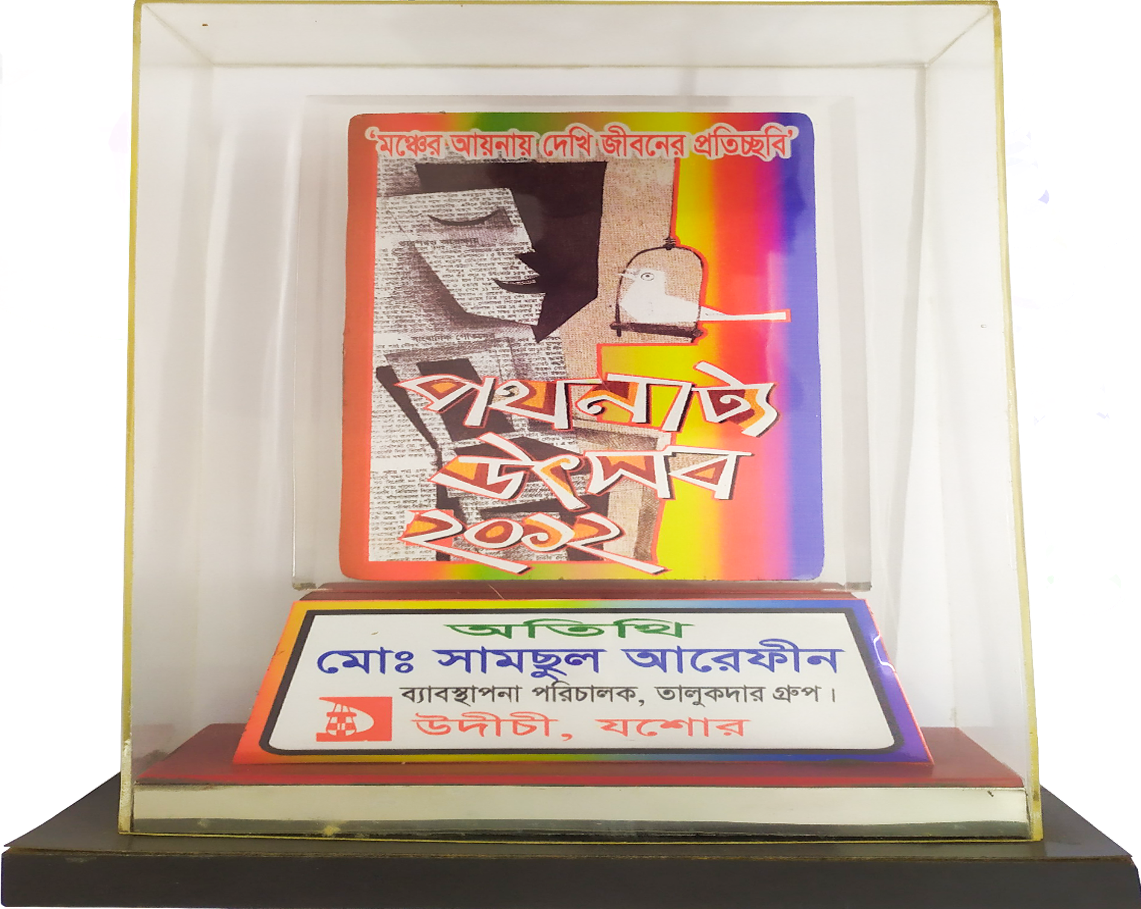 ‘মঞ্চের আয়নায় দেখি জীবনের প্রতিচ্ছবি’
পথনাট্য
উৎসব
২০১২
অতিথি
মোঃ সামছুল আরেফীন
ব্যাবস্থাপনা পরিচালক, তালুকদার গ্রুপ।
উদীচী, যশোর